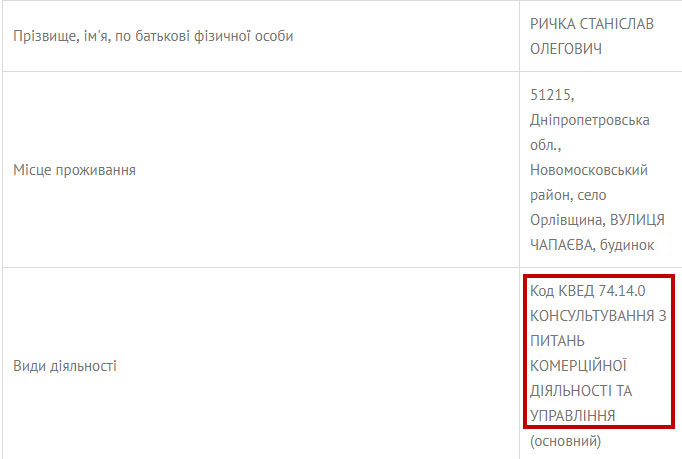 Прізвище, ім'я, по батькові фізичної особи
РИЧКА СТАНІСЛАВ
ОЛЕГОВИЧ
Місце проживання
51215,
Дніпропетровська
обл.,
Новомосковський
район, село
Орлівщина, ВУЛИЦЯ
ЧАПАЄВА, будинок
Види діяльності
Код КВЕД 74.14.0
КОНСУЛЬТУВАННЯ З
ПИТАНЬ
КОМЕРЦІЙНОЇ
ДІЯЛЬНОСТІ ТА
УПРАВЛІННЯ
(основний)